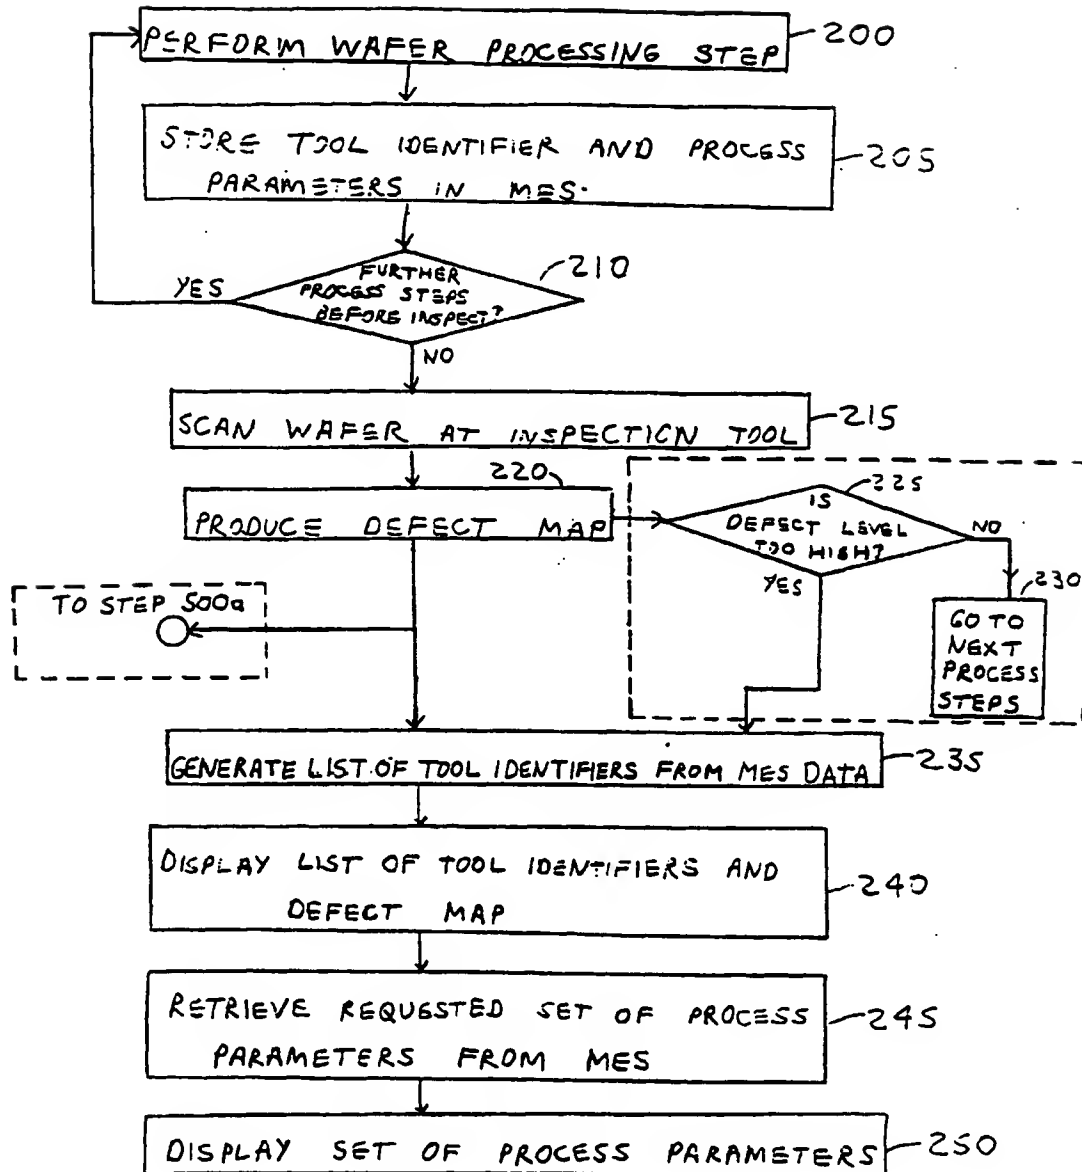 PERFORM WAFER PROCESSING STEP
200
STORE TOOL IDENTIFIER AND PROCESS
PARAMETERS IN MES.
205
FURTHER
PROCESS STEPS
BEFORE INSPECT?
210
YES
NO
SCAN WAFER AT INSPECTION TOOL
215
220
PRODUCE DEFECT MAP
225
IS
DEFECT LEVEL
TOO HIGH?
NO
YES
230
GO TO
NEXT
PROCESS
STEPS
TO STEP 500a
GENERATE LIST OF TOOL IDENTIFIERS FROM MES DATA
235
DISPLAY LIST OF TOOL IDENTIFIERS AND
DEFECT MAP
240
RETRIEVE REQUESTED SET OF PROCESS
PARAMETERS FROM MES
245
DISPLAY SET OF PROCESS PARAMETERS
250